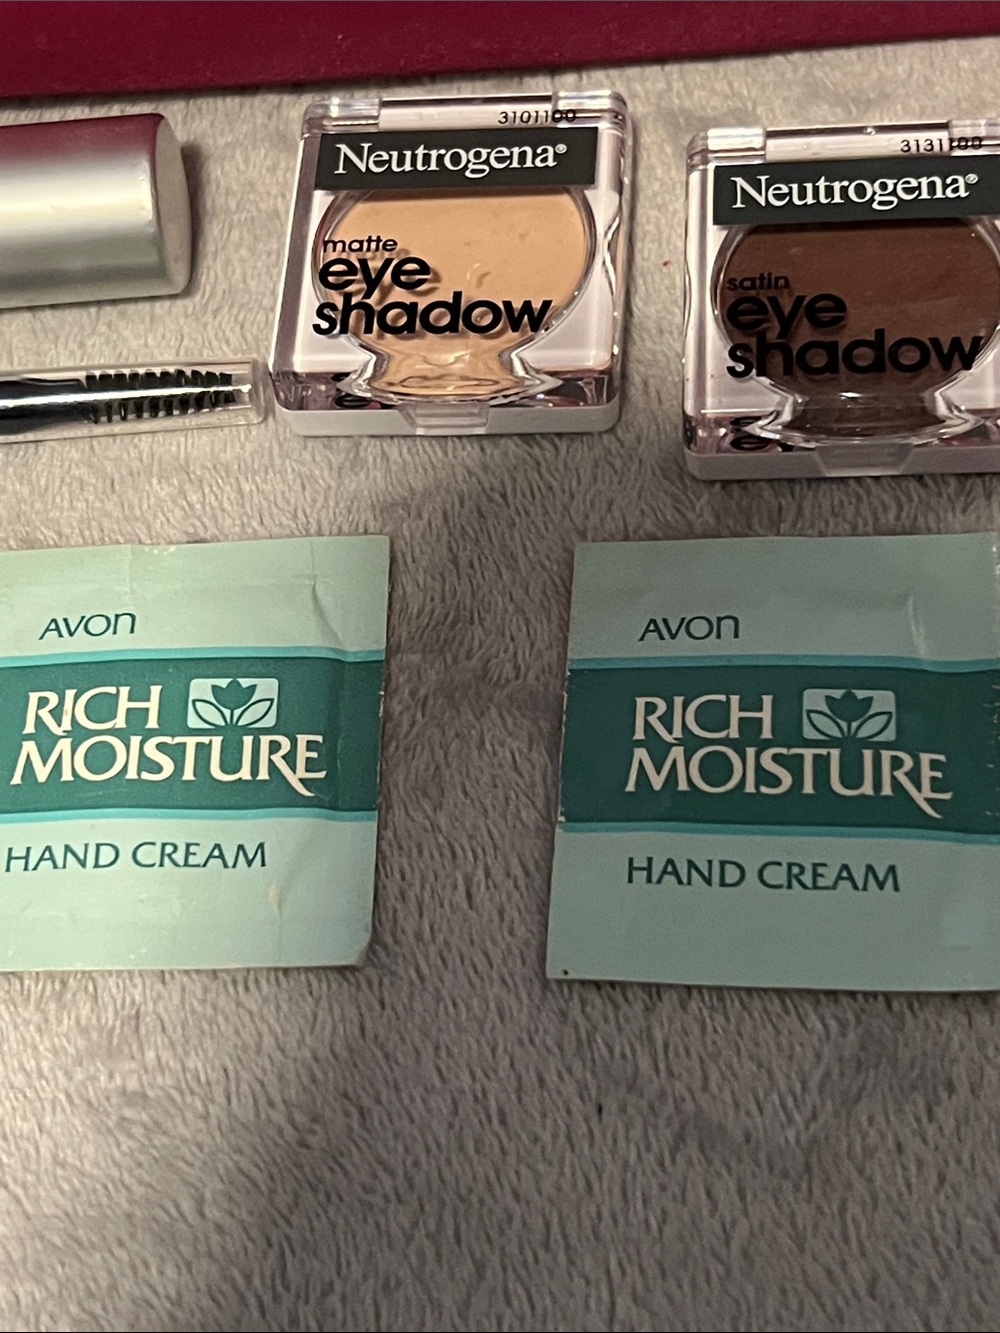 3101100
Neutrogena®
matte
eye
shadow
3131100
Neutrogena®
satin
eye
shadow
AVON
RICH
MOISTURE
HAND CREAM
AVON
RICH
MOISTURE
HAND CREAM